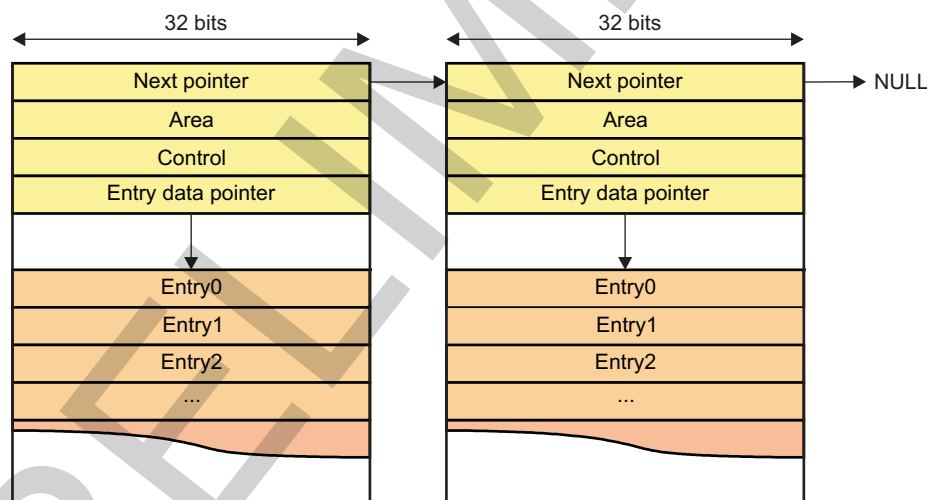 32 bits
32 bits
Next pointer
Next pointer
NULL
Area
Area
Control
Control
Entry data pointer
Entry data pointer
Entry0
Entry0
Entry1
Entry1
Entry2
Entry2
...
...